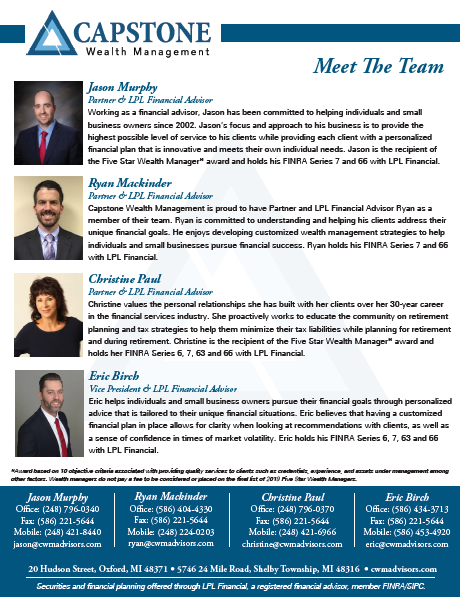 CAPSTONE
Wealth Management
Meet The Team
Jason Murphy
Partner & LPL Financial Advisor
Working as a financial advisor, Jason has been committed to helping individuals and small
business owners since 2002. Jason's focus and approach to his business is to provide the
highest possible level of service to his clients while providing each client with a personalized
financial plan that is innovative and meets their own individual needs. Jason is the recipient of
the Five Star Wealth Manager* award and holds his FINRA Series 7 and 66 with LPL Financial.
Ryan Mackinder
Partner & LPL Financial Advisor
Capstone Wealth Management is proud to have Partner and LPL Financial Advisor Ryan as a
member of their team. Ryan is committed to understanding and helping his clients address their
unique financial goals. He enjoys developing customized wealth management strategies to help
individuals and small businesses pursue financial success. Ryan holds his FINRA Series 7 and 66
with LPL Financial.
Christine Paul
Partner & LPL Financial Advisor
Christine values the personal relationships she has built with her clients over her 30-year career
in the financial services industry. She proactively works to educate the community on retirement
planning and tax strategies to help them minimize their tax liabilities while planning for retirement
and during retirement. Christine is the recipient of the Five Star Wealth Manager* award and
holds her FINRA Series 6, 7, 63 and 66 with LPL Financial.
Eric Birch
Vice President & LPL Financial Advisor
Eric helps individuals and small business owners pursue their financial goals through personalized
advice that is tailored to their unique financial situations. Eric believes that having a customized
financial plan in place allows for clarity when looking at recommendations with clients, as well as
a sense of confidence in times of market volatility. Eric holds his FINRA Series 6, 7, 63 and 66
with LPL Financial.
*Award based on 10 objective criteria associated with providing quality services to clients such as credentials, experience, and assets under management among
other factors. Wealth managers do not pay a fee to be considered or placed on the final list of 2019 Five Star Wealth Managers.
Jason Murphy
Office: (248) 796-0340
Fax: (586) 221-5644
Mobile: (248) 421-8440
jason@cwmadvisors.com
Ryan Mackinder
Office: (586) 404-4330
Fax: (586) 221-5644
Mobile: (248) 224-0203
ryan@cwmadvisors.com
Christine Paul
Office: (248) 796-0370
Fax: (586) 221-5644
Mobile: (248) 421-6966
christine@cwmadvisors.com
Eric Birch
Office: (586) 434-3713
Fax: (586) 221-5644
Mobile: (586) 453-4920
eric@cwmadvisors.com
20 Hudson Street, Oxford, MI 48371 • 5746 24 Mile Road, Shelby Township, MI 48316 • cwmadvisors.com
Securities and financial planning offered through LPL Financial, a registered financial advisor, member FINRA/SIPC.